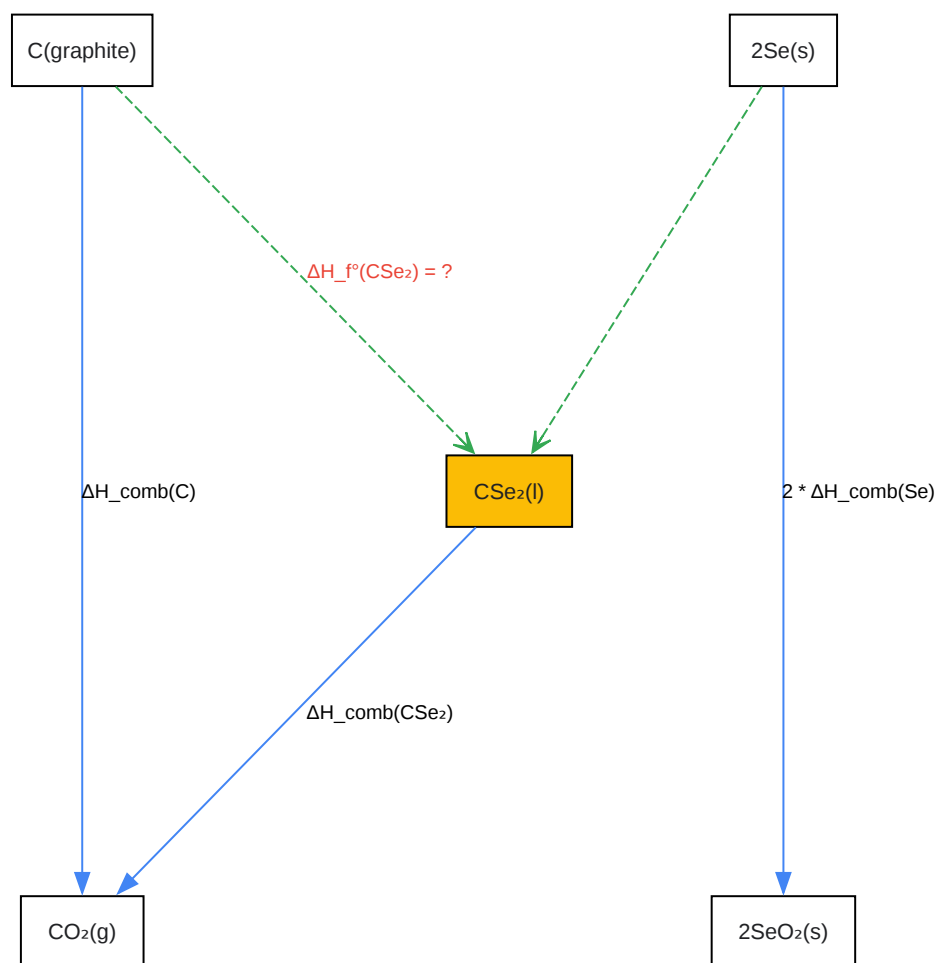 C(graphite)
2Se(s)
ΔH_f°(CSe₂) = ?
ΔH_comb(C)
CSe₂(l)
2 * ΔH_comb(Se)
ΔH_comb(CSe₂)
CO₂(g)
2SeO₂(s)